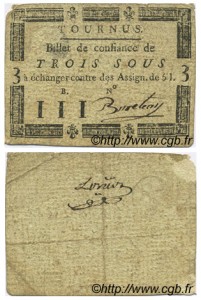 TOURNUS.
Billet de confiance de
3 TROIS SOUS 3
à échanger contre des Assign. de 5 l.
B. N°
III
www.cgb.fr
www.cgb.fr